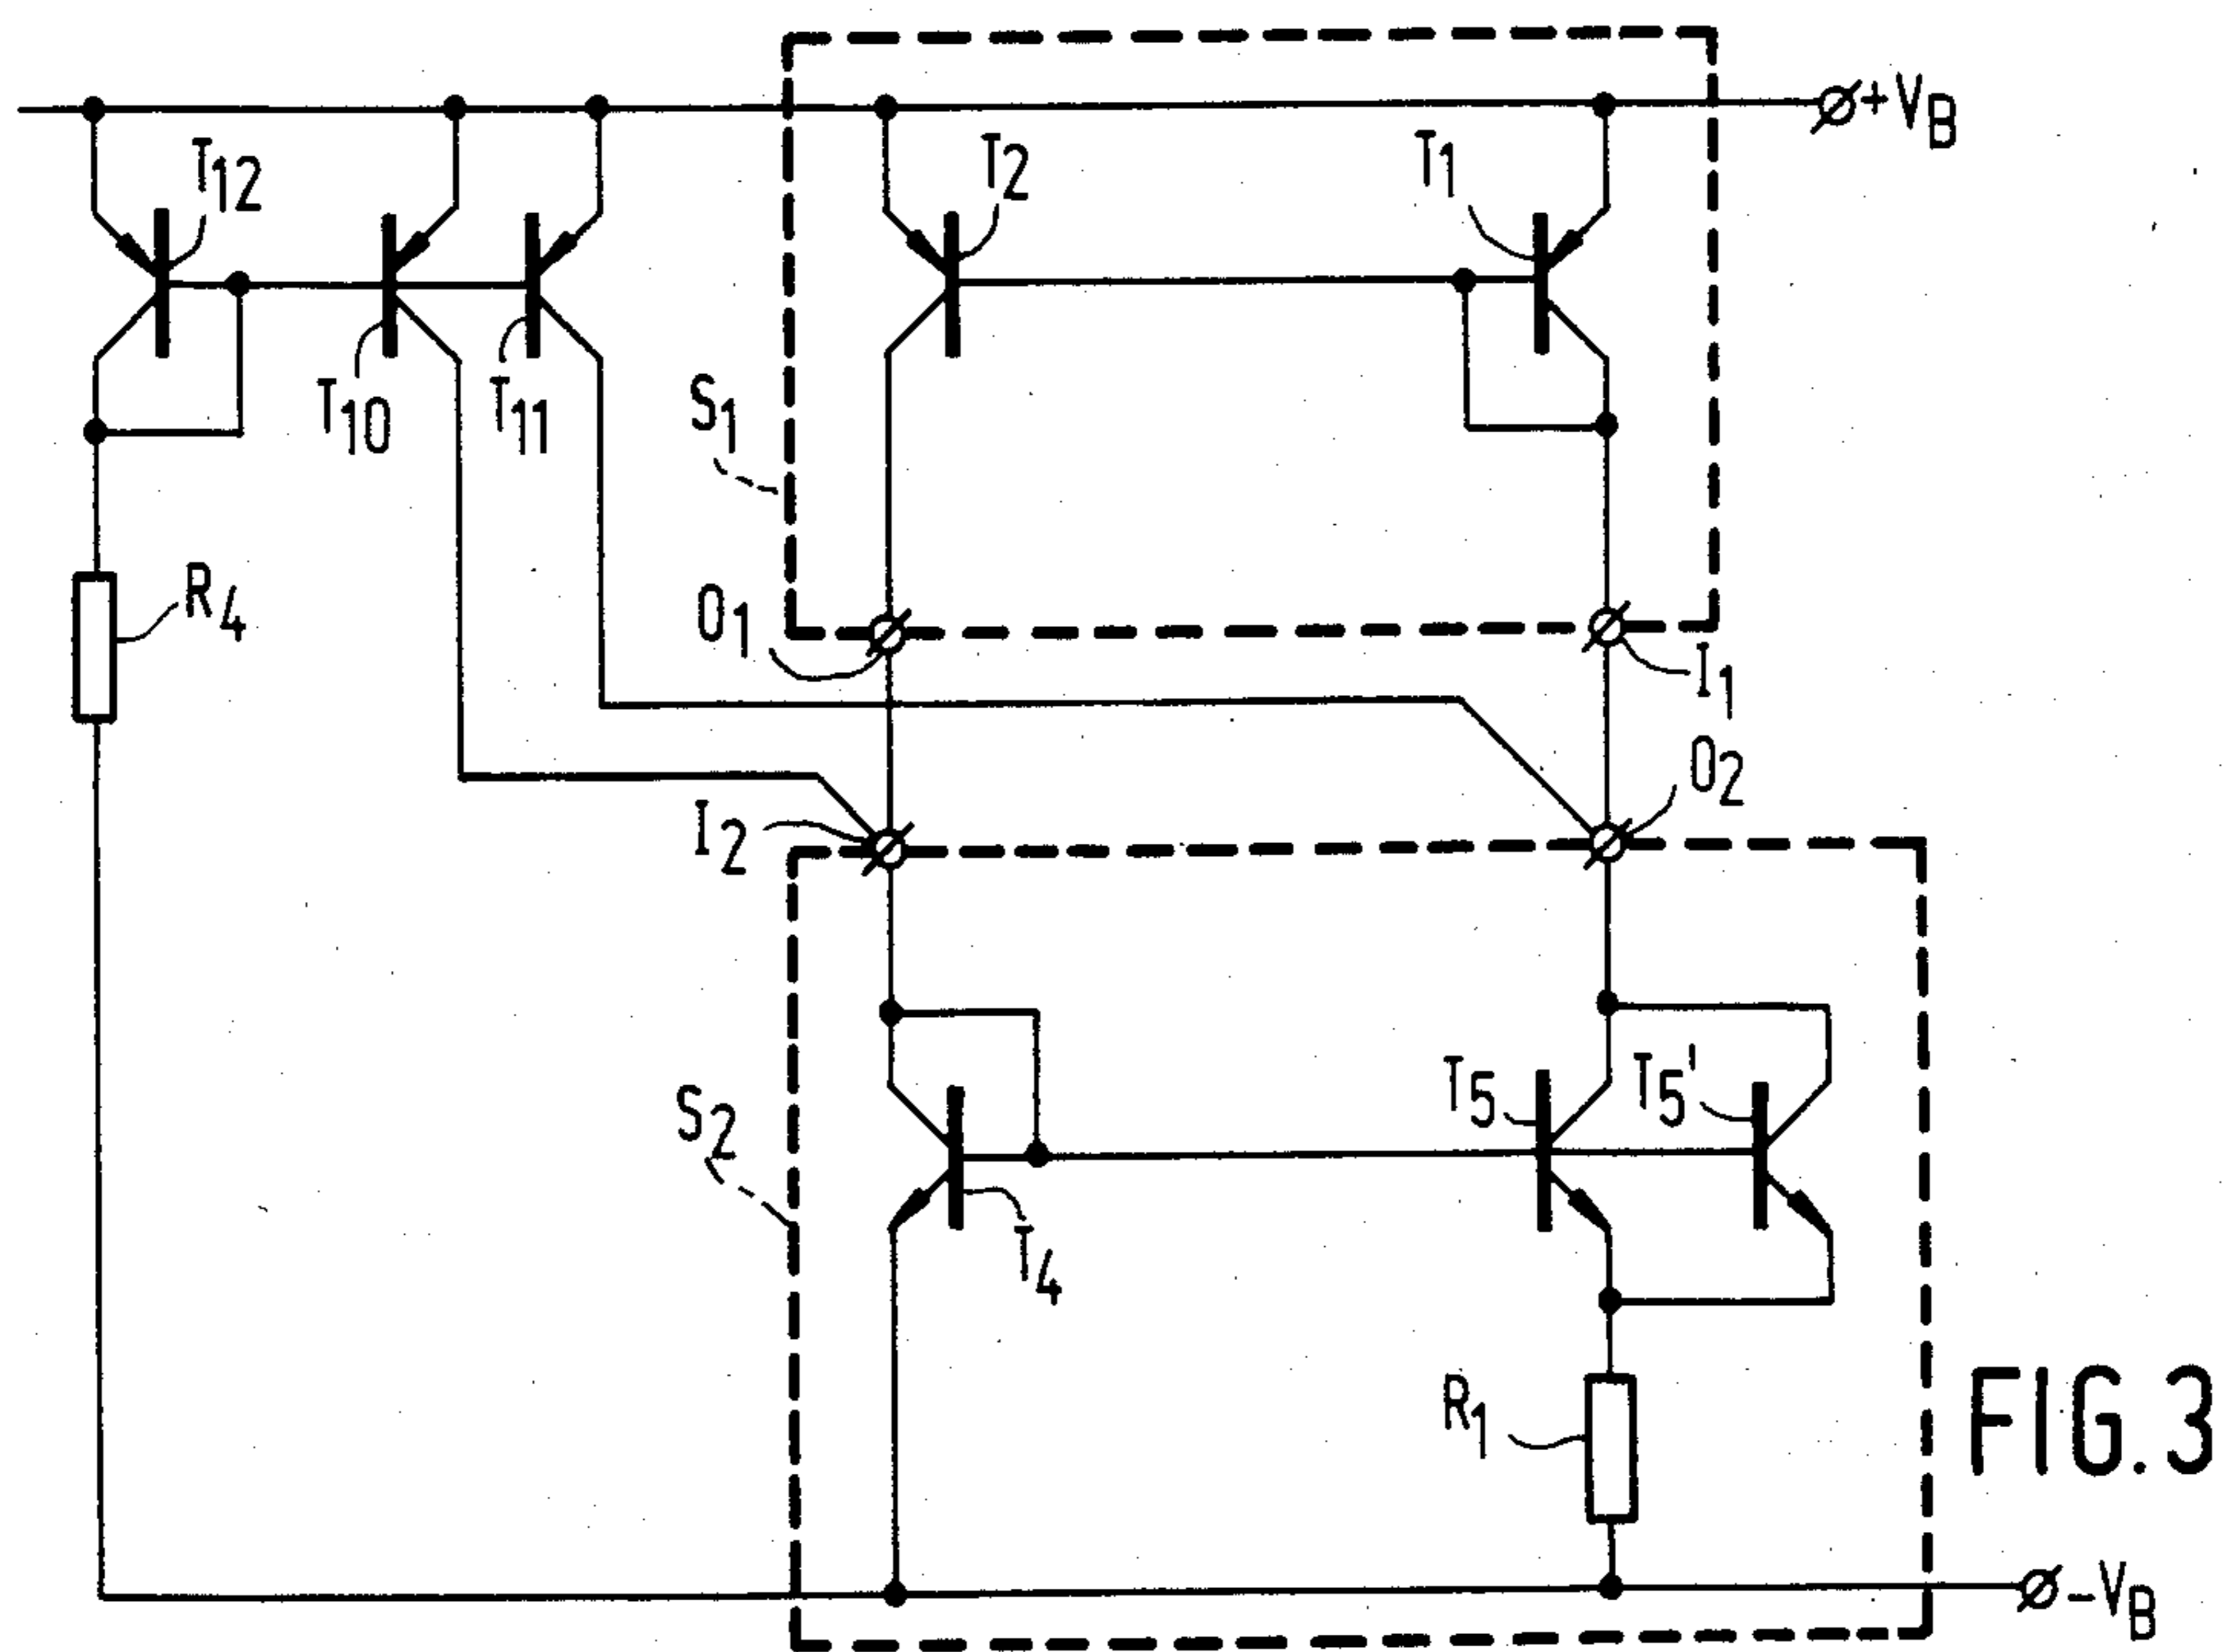 +VB
T12
T2
T1
T10
T11
S1
R4
O1
I1
O2
I2
S2
T5
T5'
T4
R1
FIG.3
-VB